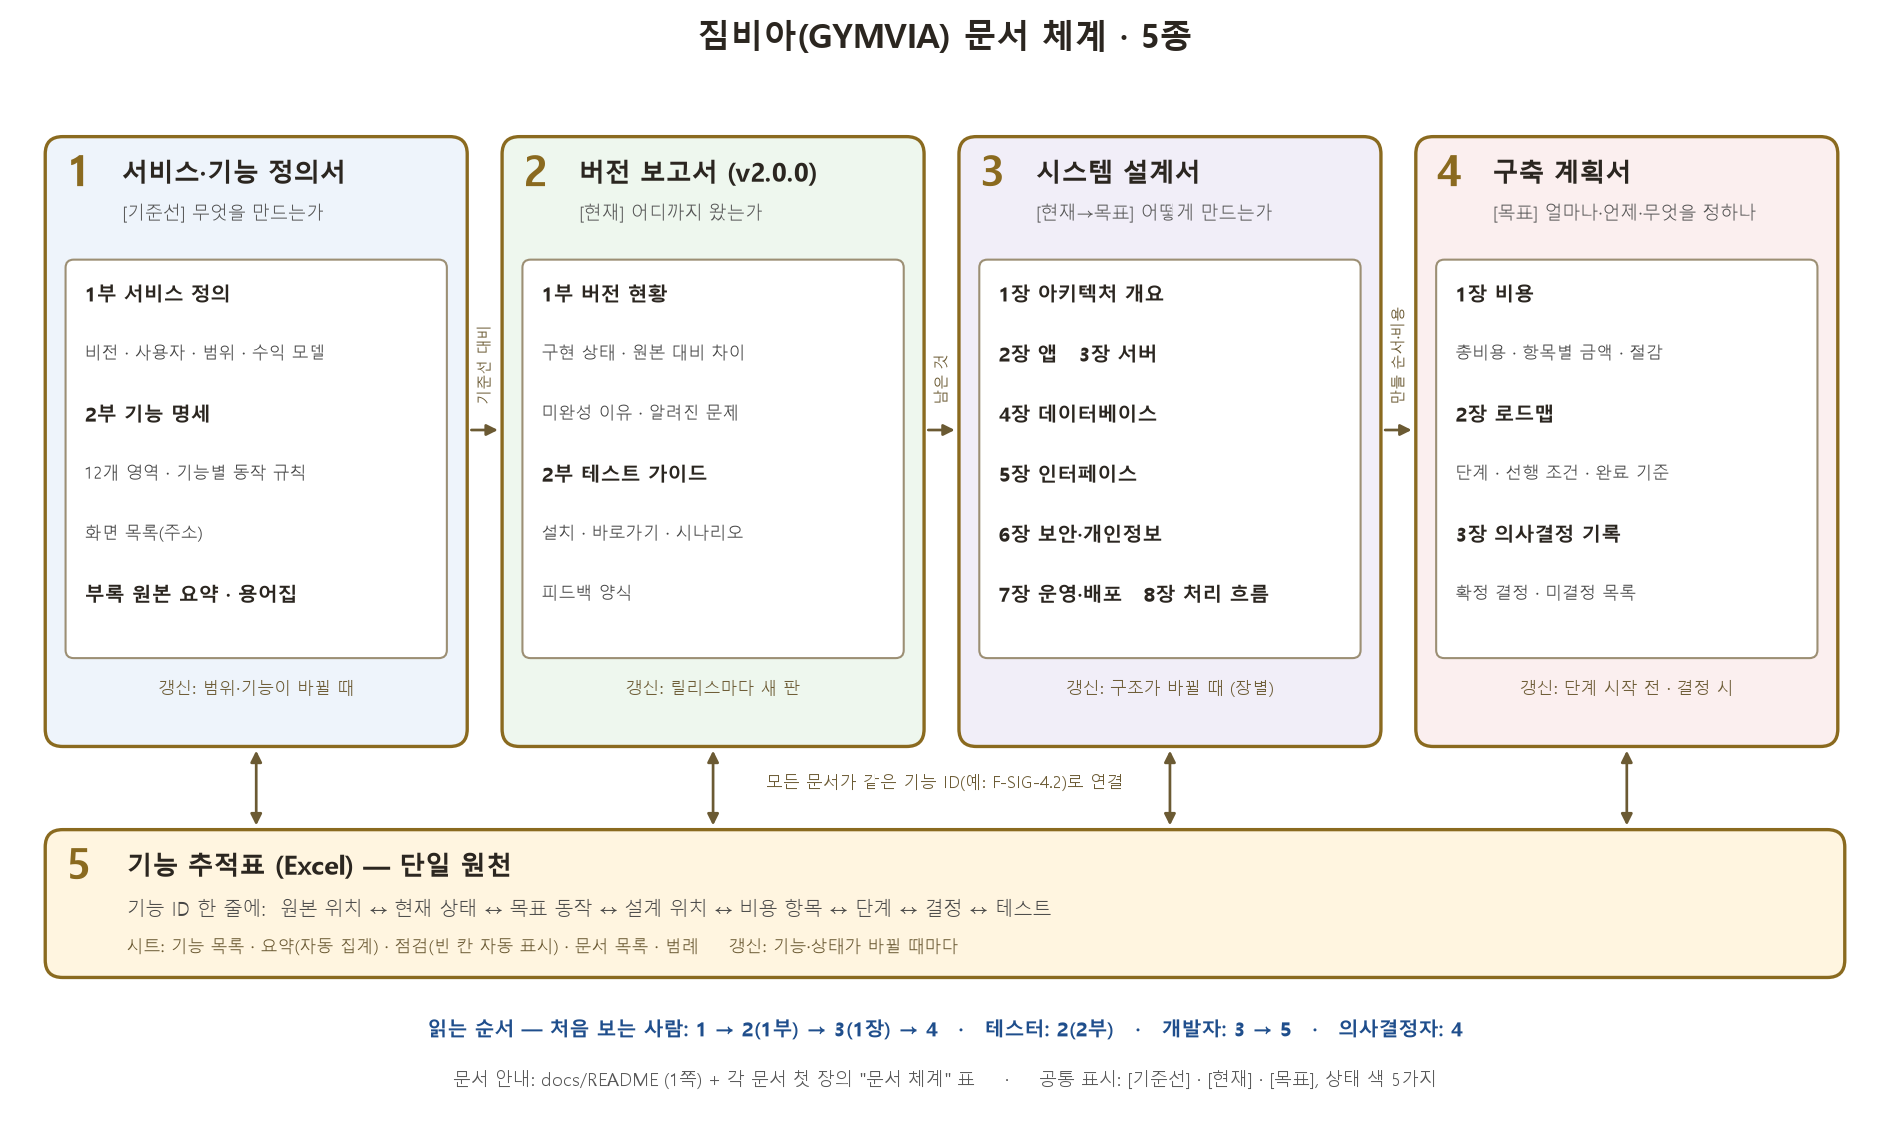 짐비아(GYMVIA) 문서 체계 · 5종
1 서비스·기능 정의서
[기준선] 무엇을 만드는가
1부 서비스 정의
비전 · 사용자 · 범위 · 수익 모델
2부 기능 명세
12개 영역 · 기능별 동작 규칙
화면 목록(주소)
부록 원본 요약 · 용어집
갱신: 범위·기능이 바뀔 때
기준선 대비
2 버전 보고서 (v2.0.0)
[현재] 어디까지 왔는가
1부 버전 현황
구현 상태 · 원본 대비 차이
미완성 이유 · 알려진 문제
2부 테스트 가이드
설치 · 바로가기 · 시나리오
피드백 양식
갱신: 릴리스마다 새 판
남은 것
3 시스템 설계서
[현재→목표] 어떻게 만드는가
1장 아키텍처 개요
2장 앱 3장 서버
4장 데이터베이스
5장 인터페이스
6장 보안·개인정보
7장 운영·배포 8장 처리 흐름
갱신: 구조가 바뀔 때 (장별)
만들 순서·비용
4 구축 계획서
[목표] 얼마나·언제·무엇을 정하나
1장 비용
총비용 · 항목별 금액 · 절감
2장 로드맵
단계 · 선행 조건 · 완료 기준
3장 의사결정 기록
확정 결정 · 미결정 목록
갱신: 단계 시작 전 · 결정 시
모든 문서가 같은 기능 ID(예: F-SIG-4.2)로 연결
5 기능 추적표 (Excel) — 단일 원천
기능 ID 한 줄에: 원본 위치 ↔ 현재 상태 ↔ 목표 동작 ↔ 설계 위치 ↔ 비용 항목 ↔ 단계 ↔ 결정 ↔ 테스트
시트: 기능 목록 · 요약(자동 집계) · 점검(빈 칸 자동 표시) · 문서 목록 · 범례 갱신: 기능·상태가 바뀔 때마다
읽는 순서 — 처음 보는 사람: 1 → 2(1부) → 3(1장) → 4 · 테스터: 2(2부) · 개발자: 3 → 5 · 의사결정자: 4
문서 안내: docs/README (1쪽) + 각 문서 첫 장의 "문서 체계" 표 · 공통 표시: [기준선] · [현재] · [목표], 상태 색 5가지